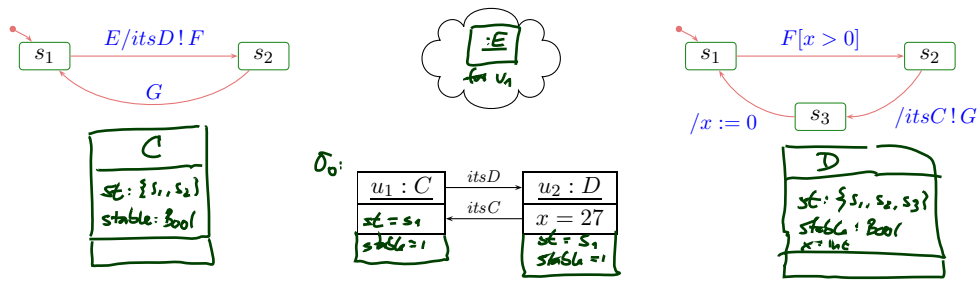 s₁
E/itsD ! F
s₂
G
C
st : {s₁, s₂}
stable : Bool
:E
for u₁
σ₀:
u₁ : C
st = s₁
stable = 1
itsD
itsC
u₂ : D
x = 27
st = s₁
stable = 1
s₁
F[x > 0]
s₂
s₃
/x := 0
/itsC ! G
D
st : {s₁, s₂, s₃}
stable : Bool
x : Int